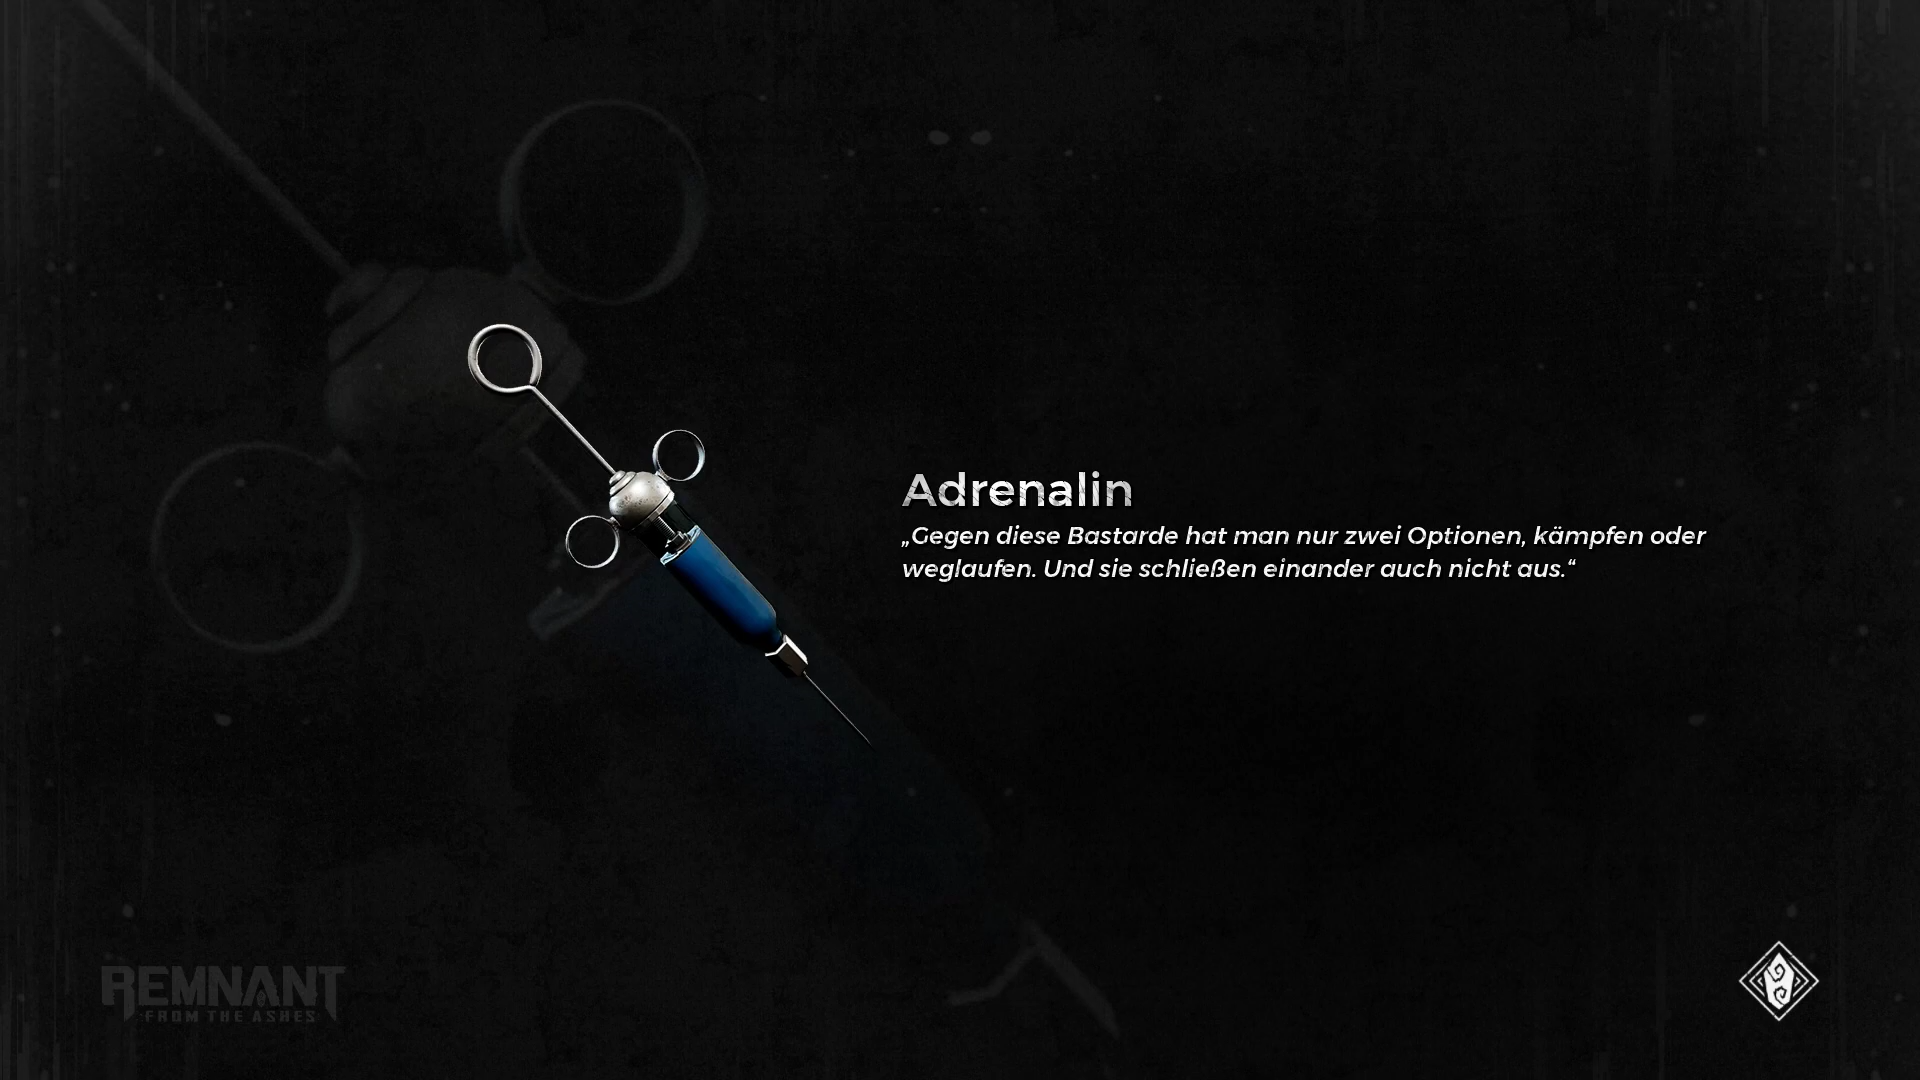 Adrenalin
„Gegen diese Bastarde hat man nur zwei Optionen, kämpfen oder
weglaufen. Und sie schließen einander auch nicht aus.“
REMNANT
FROM THE ASHES